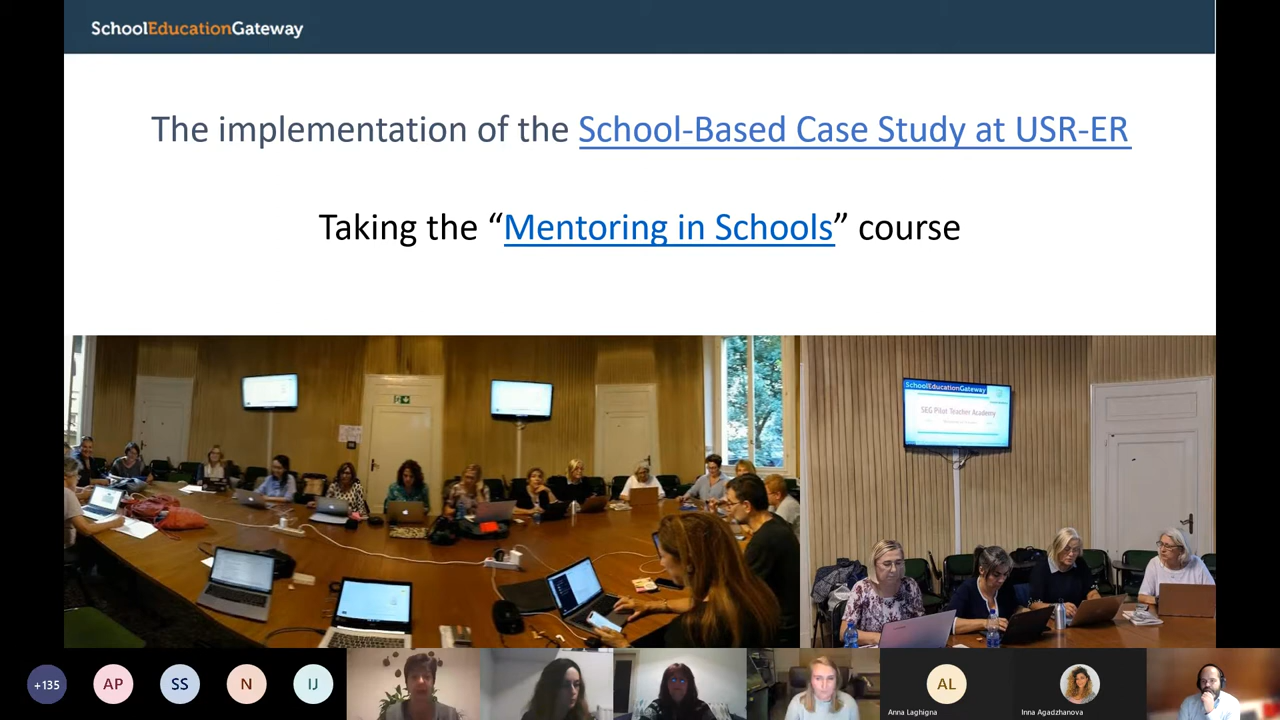 SchoolEducationGateway
The implementation of the School-Based Case Study at USR-ER
Taking the “Mentoring in Schools” course
SchoolEducationGateway
SEG Pilot Teacher Academy
+135
AP
SS
N
IJ
AL
Anna Laghigna
Inna Agadzhanova